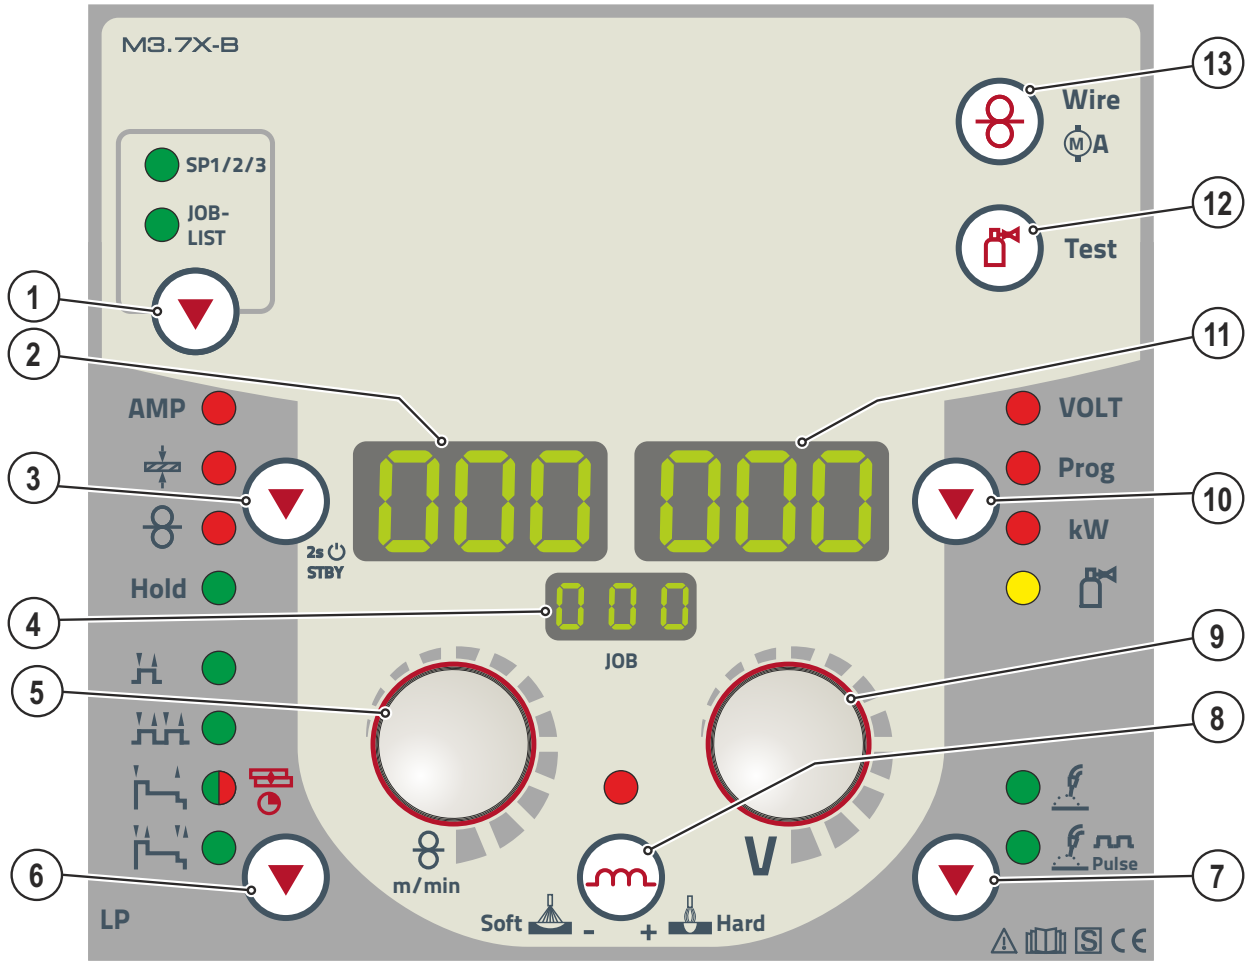 M3.7X-B
13
Wire
M A
SP1/2/3
JOB-
LIST
12
Test
1
2
11
AMP
VOLT
3
Prog
10
kW
2s
STBY
Hold
000
000
4
000
JOB
9
5
8
m/min
V
Pulse
6
7
LP
Soft
-
+
Hard
S CE